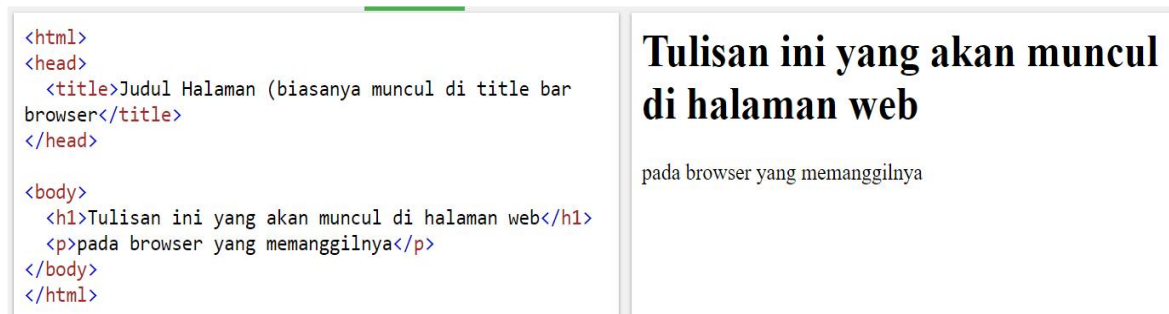 <html>
<head>
  <title>Judul Halaman (biasanya muncul di title bar
browser</title>
</head>
<body>
  <h1>Tulisan ini yang akan muncul di halaman web</h1>
  <p>pada browser yang memanggilnya</p>
</body>
</html>
Tulisan ini yang akan muncul
di halaman web
pada browser yang memanggilnya